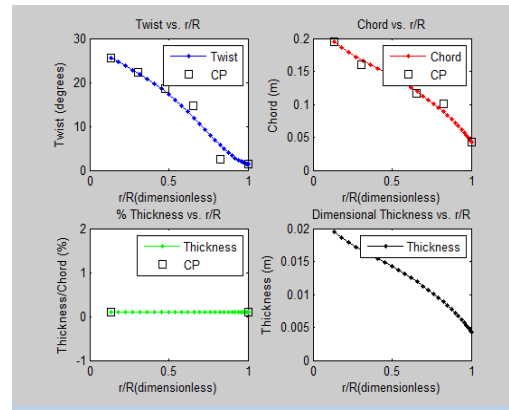 Twist vs. r/R
30
20
10
0
Twist (degrees)
Twist
CP
0
0.5
1
r/R(dimensionless)
Chord vs. r/R
0.2
0.15
0.1
0.05
0
Chord (m)
Chord
CP
0
0.5
1
r/R(dimensionless)
% Thickness vs. r/R
2
1
0
-1
Thickness/Chord (%)
Thickness
CP
0
0.5
1
r/R(dimensionless)
Dimensional Thickness vs. r/R
0.02
0.015
0.01
0.005
0
Thickness (m)
Thickness
0
0.5
1
r/R(dimensionless)